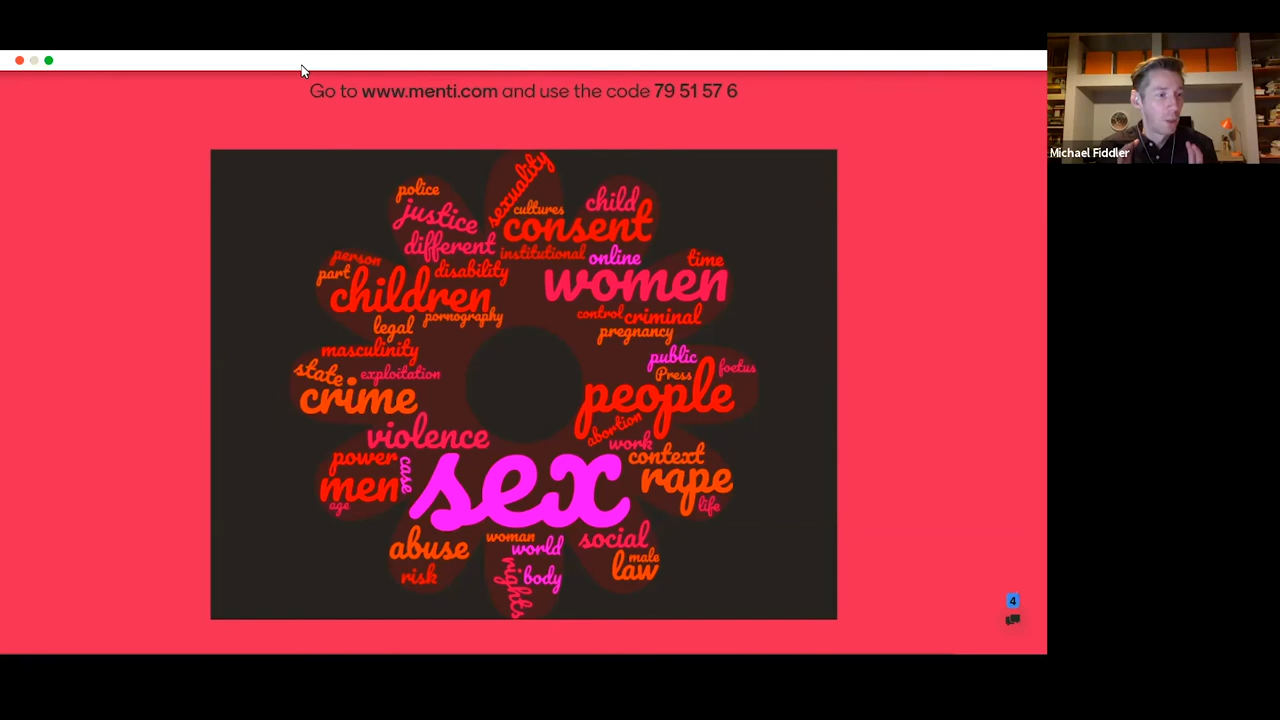 Go to www.menti.com and use the code 79 51 57 6
Michael Fiddler
police
sexuality
justice
cultures
child
consent
different
institutional
online
person
disability
women
time
part
children
control
criminal
legal
pornography
pregnancy
masculinity
public
state
exploitation
Press
foetus
crime
people
abortion
violence
work
power
case
context
men
sex
rape
age
life
abuse
woman
world
social
male
risk
rights
body
law
4